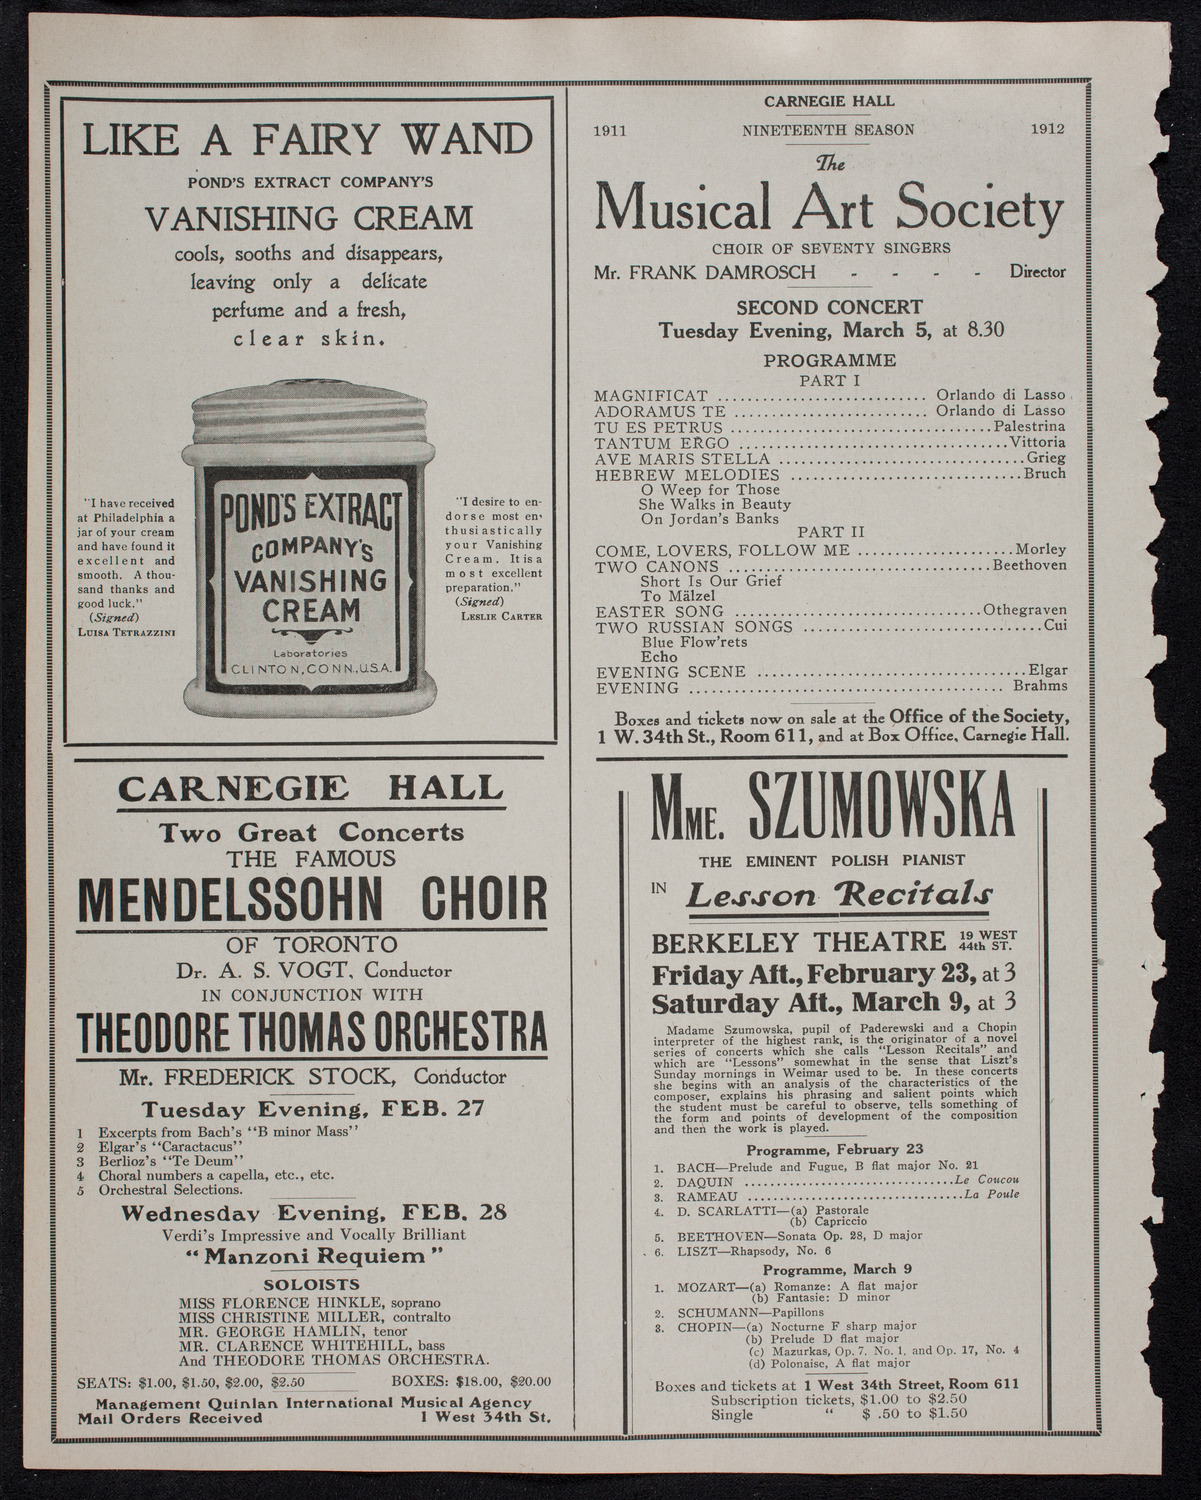 LIKE A FAIRY WAND
POND'S EXTRACT COMPANY'S
VANISHING CREAM
cools, sooths and disappears,
leaving only a delicate
perfume and a fresh,
clear skin.
"I have received
at Philadelphia a
jar of your cream
and have found it
excellent and
smooth. A thou-
sand thanks and
good luck."
(Signed)
LUISA TETRAZZINI
POND'S EXTRACT
COMPANY'S
VANISHING
CREAM
Laboratories
CLINTON, CONN., U.S.A.
"I desire to en-
dorse most en-
thusiastically
your Vanishing
Cream. It is a
most excellent
preparation."
(Signed)
LESLIE CARTER
CARNEGIE HALL
Two Great Concerts
THE FAMOUS
MENDELSSOHN CHOIR
OF TORONTO
Dr. A. S. VOGT, Conductor
IN CONJUNCTION WITH
THEODORE THOMAS ORCHESTRA
Mr. FREDERICK STOCK, Conductor
Tuesday Evening, FEB. 27
1 Excerpts from Bach's "B minor Mass"
2 Elgar's "Caractacus"
3 Berlioz's "Te Deum"
4 Choral numbers a capella, etc., etc.
5 Orchestral Selections.
Wednesday Evening, FEB. 28
Verdi's Impressive and Vocally Brilliant
"Manzoni Requiem"
SOLOISTS
MISS FLORENCE HINKLE, soprano
MISS CHRISTINE MILLER, contralto
MR. GEORGE HAMLIN, tenor
MR. CLARENCE WHITEHILL, bass
And THEODORE THOMAS ORCHESTRA.
SEATS: $1.00, $1.50, $2.00, $2.50 BOXES: $18.00, $20.00
Management Quinlan International Musical Agency
Mail Orders Received 1 West 34th St.
CARNEGIE HALL
1911 NINETEENTH SEASON 1912
The
Musical Art Society
CHOIR OF SEVENTY SINGERS
Mr. FRANK DAMROSCH - - - - Director
SECOND CONCERT
Tuesday Evening, March 5, at 8.30
PROGRAMME
PART I
MAGNIFICAT ........................... Orlando di Lasso
ADORAMUS TE ......................... Orlando di Lasso
TU ES PETRUS ..................................Palestrina
TANTUM ERGO ...................................Vittoria
AVE MARIS STELLA ................................Grieg
HEBREW MELODIES ................................Bruch
O Weep for Those
She Walks in Beauty
On Jordan's Banks
PART II
COME, LOVERS, FOLLOW ME .....................Morley
TWO CANONS ..................................Beethoven
Short Is Our Grief
To Mälzel
EASTER SONG ................................Othegraven
TWO RUSSIAN SONGS ...............................Cui
Blue Flow'rets
Echo
EVENING SCENE ...................................Elgar
EVENING ......................................... Brahms
Boxes and tickets now on sale at the Office of the Society,
1 W. 34th St., Room 611, and at Box Office, Carnegie Hall.
MME. SZUMOWSKA
THE EMINENT POLISH PIANIST
IN Lesson Recitals
BERKELEY THEATRE 19 WEST 44th ST.
Friday Aft., February 23, at 3
Saturday Aft., March 9, at 3
Madame Szumowska, pupil of Paderewski and a Chopin
interpreter of the highest rank, is the originator of a novel
series of concerts which she calls "Lesson Recitals" and
which are "Lessons" somewhat in the sense that Liszt's
Sunday mornings in Weimar used to be. In these concerts
she begins with an analysis of the characteristics of the
composer, explains his phrasing and salient points which
the student must be careful to observe, tells something of
the form and points of development of the composition
and then the work is played.
Programme, February 23
1. BACH—Prelude and Fugue, B flat major No. 21
2. DAQUIN ..................................Le Coucou
3. RAMEAU ...................................La Poule
4. D. SCARLATTI—(a) Pastorale
(b) Capriccio
5. BEETHOVEN—Sonata Op. 28, D major
6. LISZT—Rhapsody, No. 6
Programme, March 9
1. MOZART—(a) Romanze: A flat major
(b) Fantasie: D minor
2. SCHUMANN—Papillons
3. CHOPIN—(a) Nocturne F sharp major
(b) Prelude D flat major
(c) Mazurkas, Op. 7. No. 1, and Op. 17, No. 4
(d) Polonaise, A flat major
Boxes and tickets at 1 West 34th Street, Room 611
Subscription tickets, $1.00 to $2.50
Single " $ .50 to $1.50